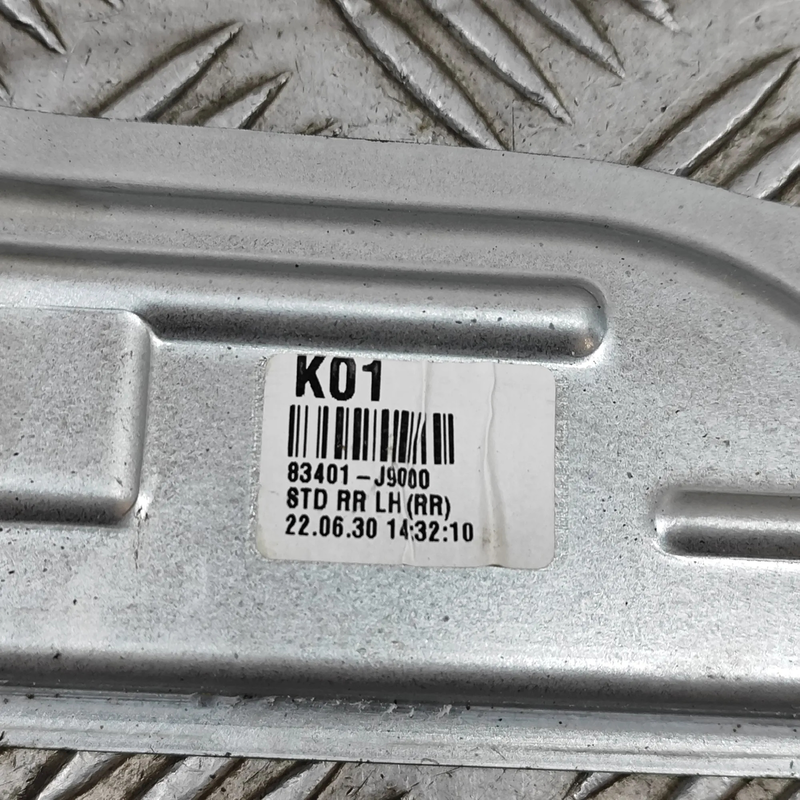 K01
83401-J9000
STD RR LH(RR)
22.06.30 14:32:10